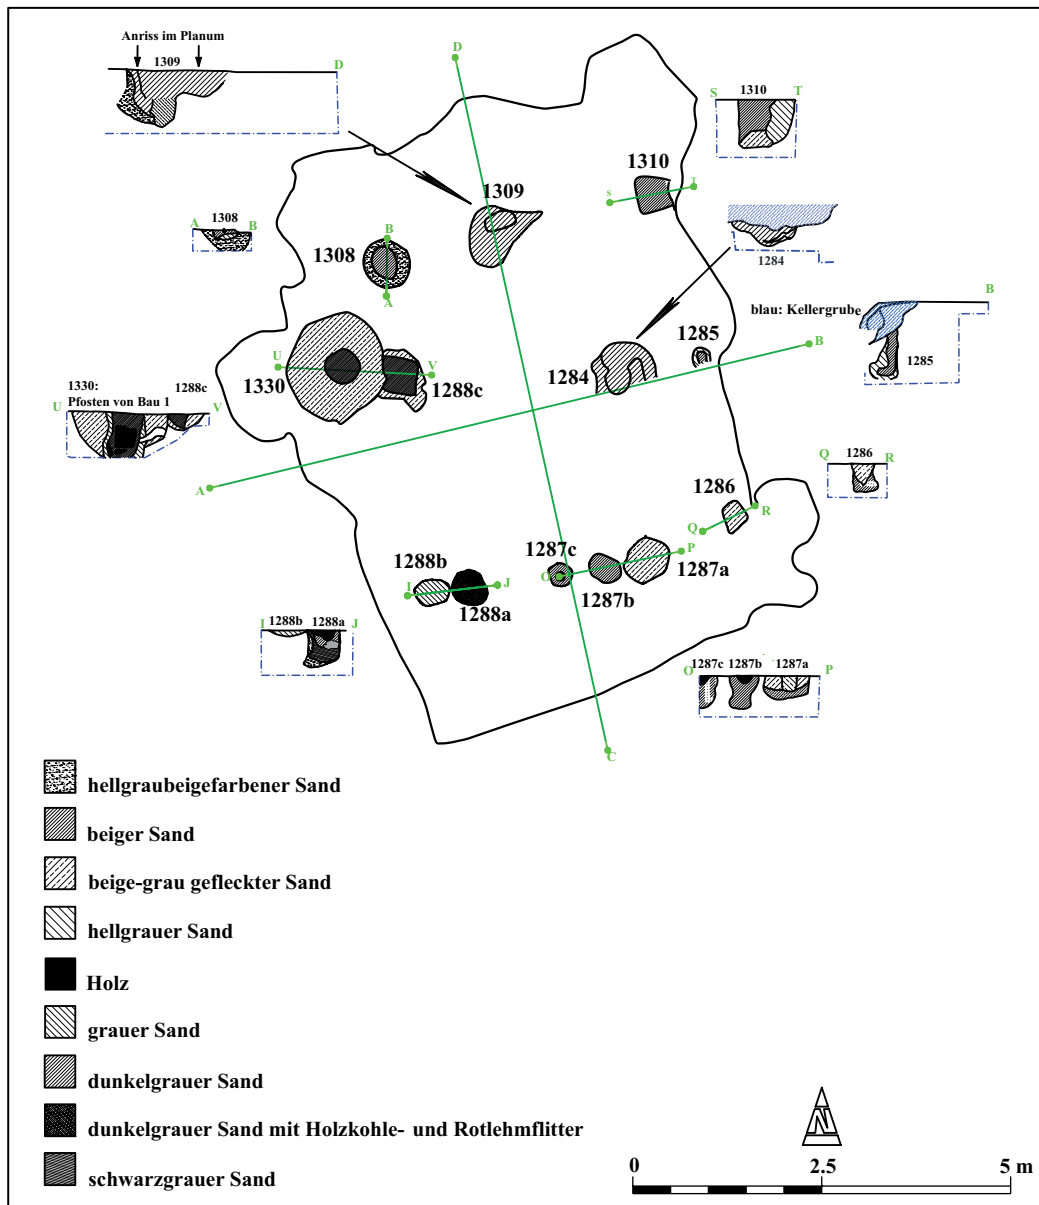 Anriss im Planum
1309
D
D
S 1310 T
1310
S T
1309
A 1308 B
1308
B
A
1284
blau: Kellergrube
B
1285
1285
B
1284
U V
1330
1288c
1330: 1288c
Pfosten von Bau 1
U V
A
Q 1286 R
1286
Q R
1287c
O P
1287a
1287b
1288b
I J
1288a
I 1288b 1288a J
1287c 1287b 1287a
O P
C
hellgraubeigefarbener Sand
beiger Sand
beige-grau gefleckter Sand
hellgrauer Sand
Holz
grauer Sand
dunkelgrauer Sand
dunkelgrauer Sand mit Holzkohle- und Rotlehmflitter
schwarzgrauer Sand
N
0 2.5 5 m